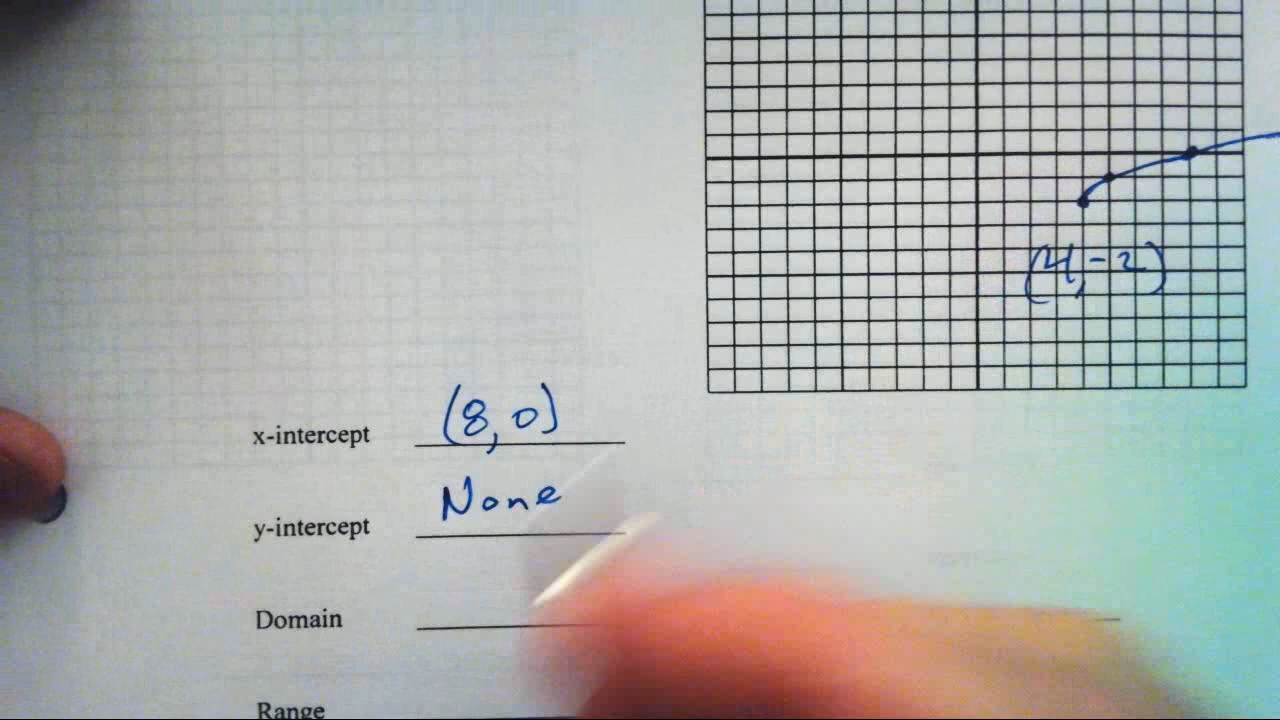 (4,-2)
x-intercept (8,0)
y-intercept None
Domain
Range